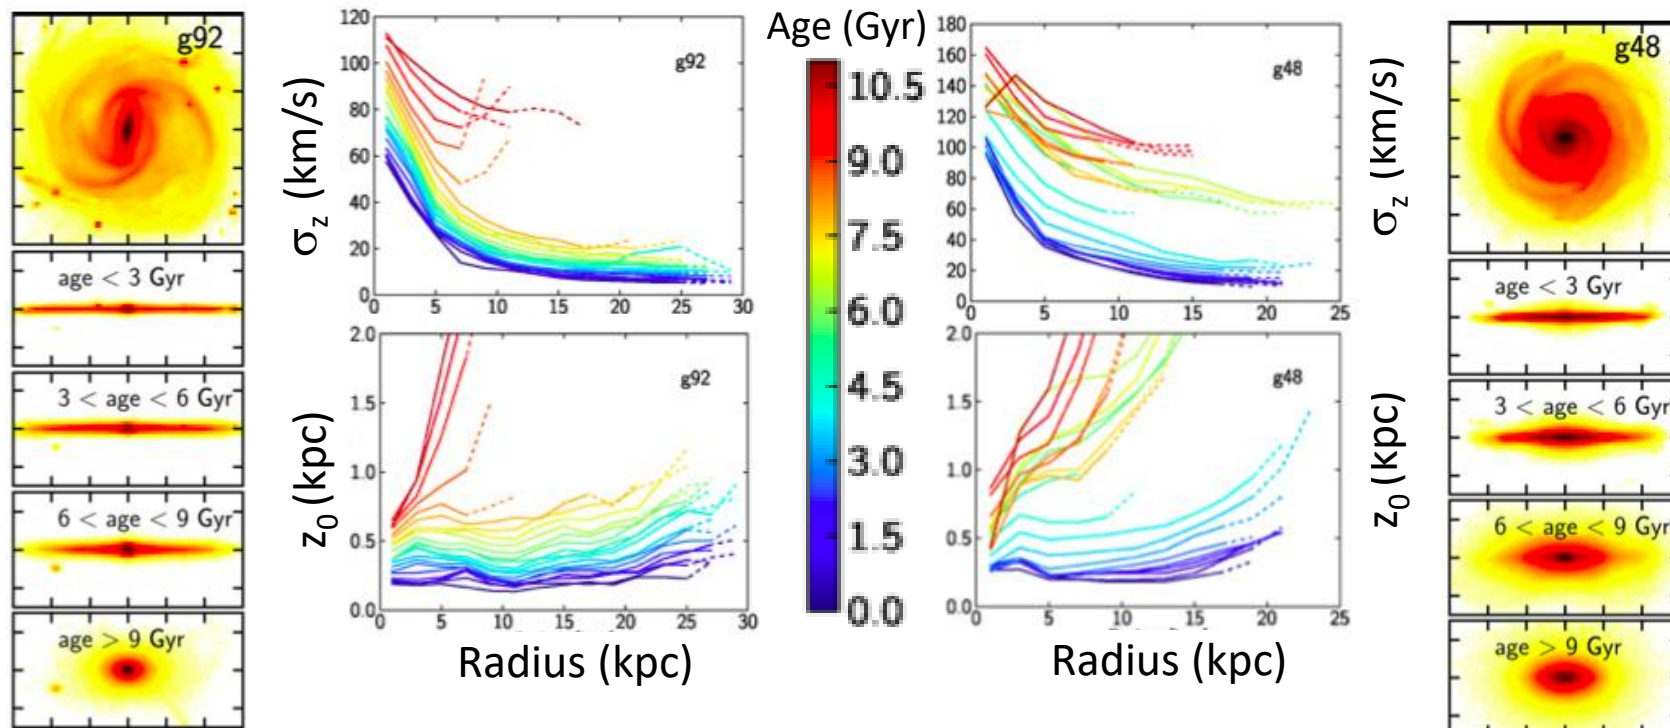 g92
age < 3 Gyr
3 < age < 6 Gyr
6 < age < 9 Gyr
age > 9 Gyr
σz (km/s)
120
100
80
60
40
20
0
g92
0 5 10 15 20 25 30
z0 (kpc)
2.0
1.5
1.0
0.5
0.0
g92
0 5 10 15 20 25 30
Radius (kpc)
Age (Gyr)
10.5
9.0
7.5
6.0
4.5
3.0
1.5
0.0
180
160
140
120
100
80
60
40
20
0
g48
0 5 10 15 20 25
2.0
1.5
1.0
0.5
0.0
g48
0 5 10 15 20 25
Radius (kpc)
σz (km/s)
z0 (kpc)
g48
age < 3 Gyr
3 < age < 6 Gyr
6 < age < 9 Gyr
age > 9 Gyr